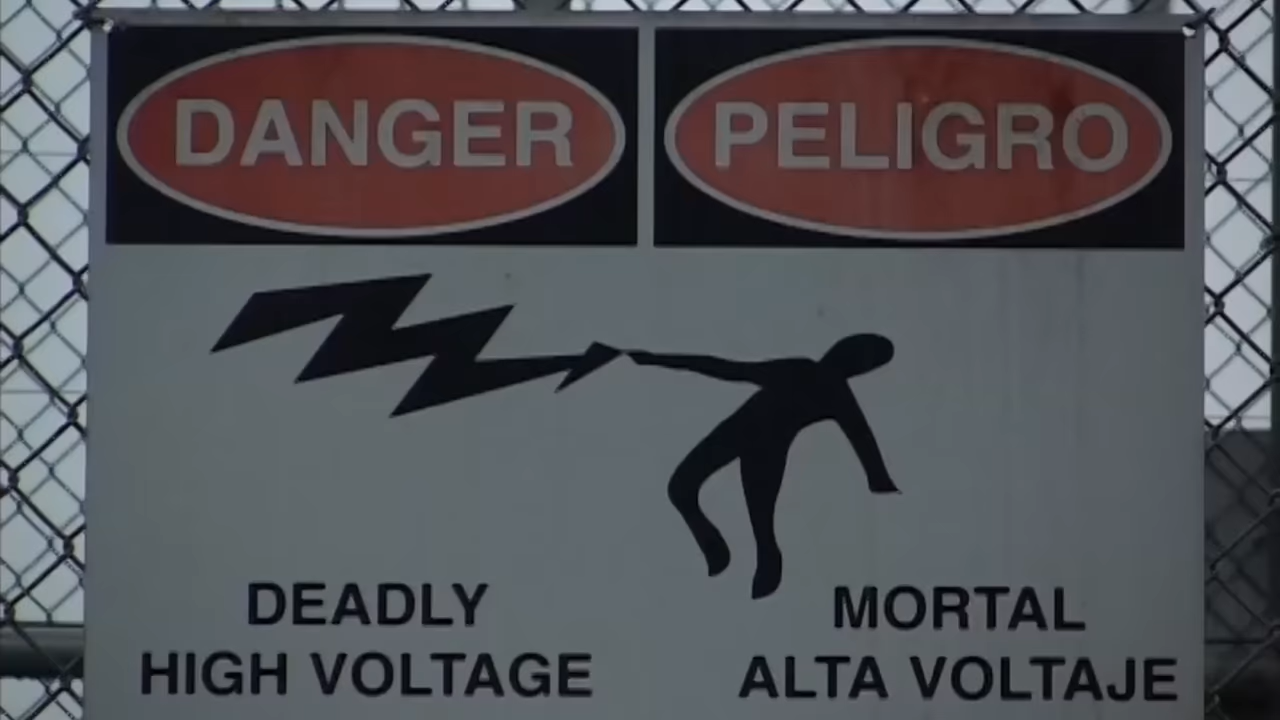 DANGER
PELIGRO
DEADLY
HIGH VOLTAGE
MORTAL
ALTA VOLTAJE